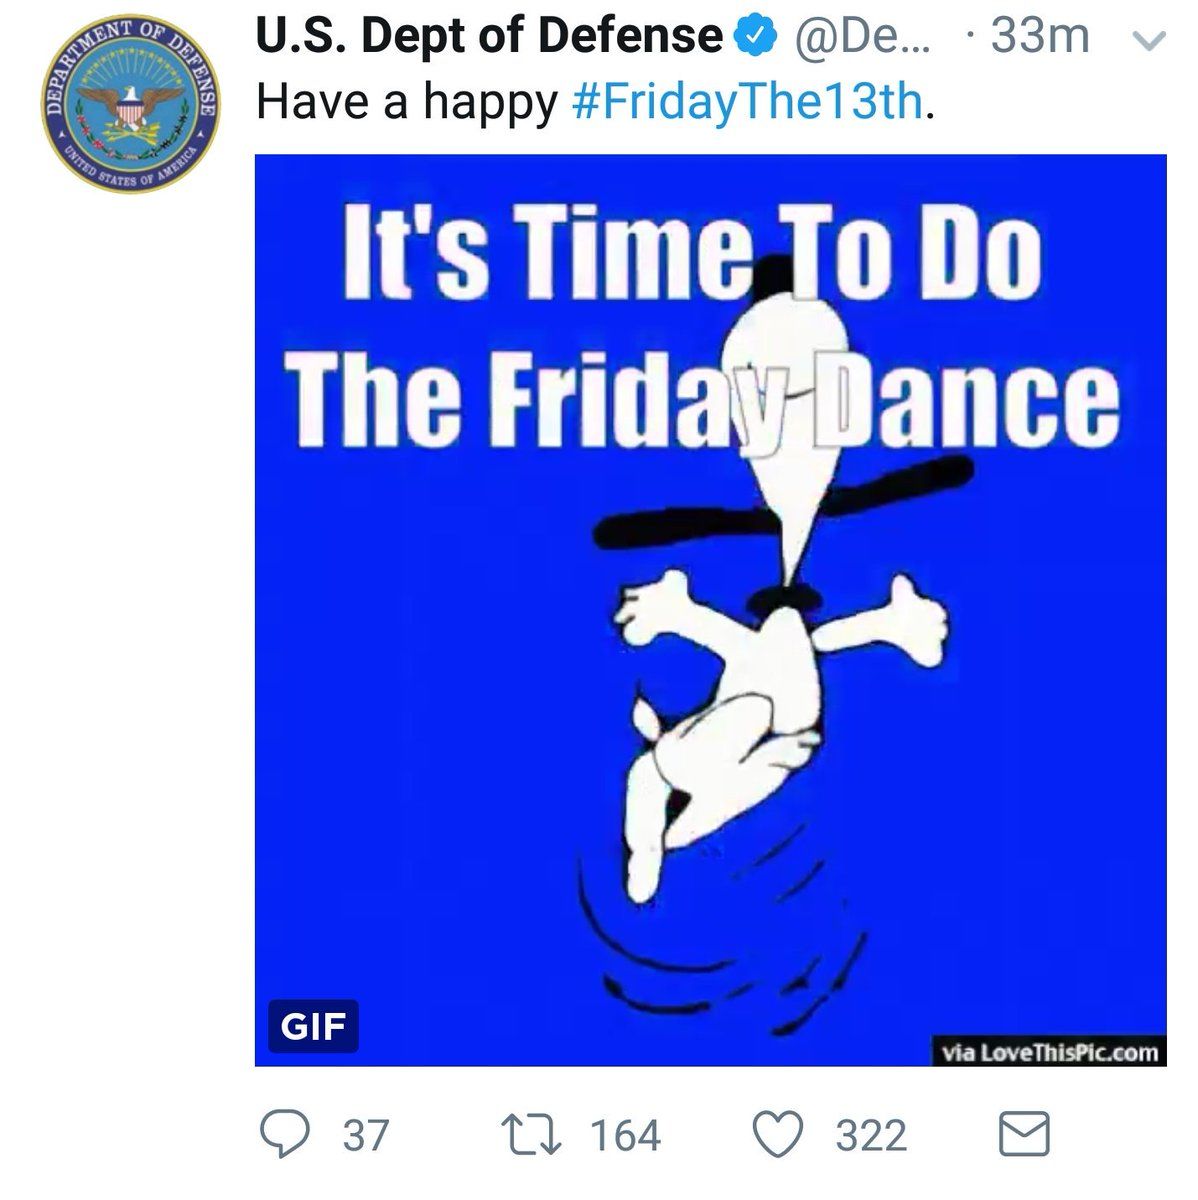 DEPARTMENT OF DEFENSE
UNITED STATES OF AMERICA
U.S. Dept of Defense @De... · 33m
Have a happy #FridayThe13th.
It's Time To Do
The Friday Dance
GIF
via LoveThisPic.com
37 164 322